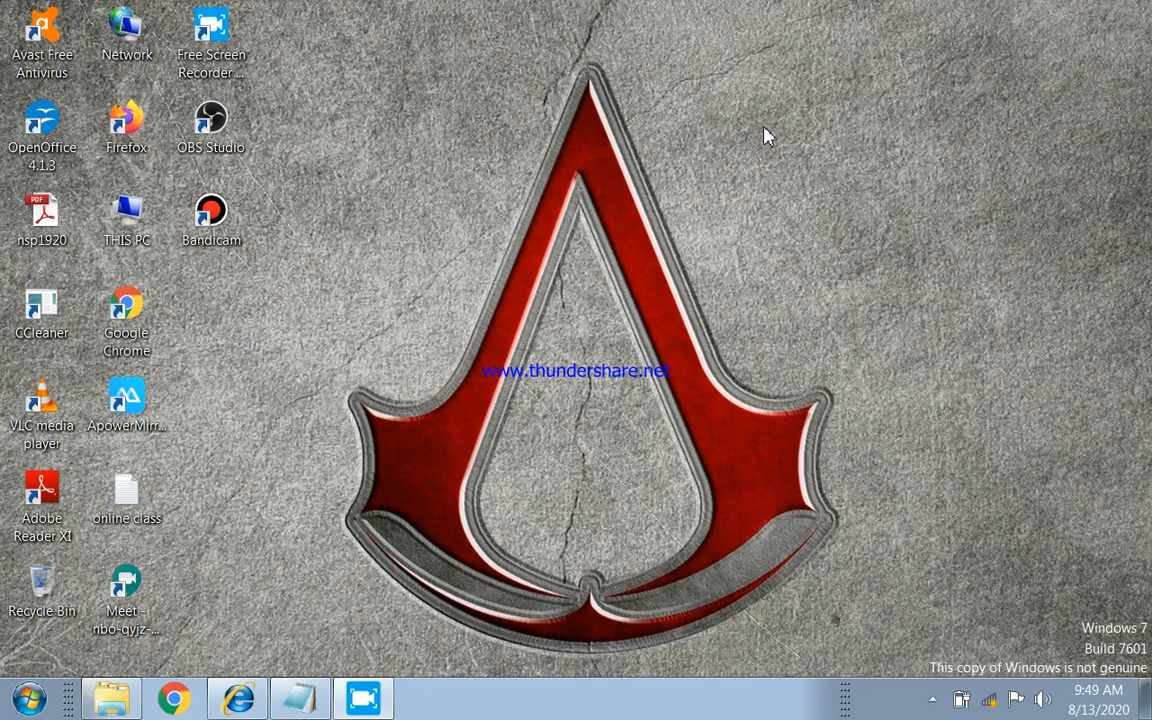 Avast Free
Antivirus
Network
Free Screen
Recorder ...
OpenOffice
4.1.3
Firefox
OBS Studio
PDF
nsp1920
THIS PC
Bandicam
CCleaner
Google
Chrome
www.thundershare.net
VLC media
player
ApowerMirr...
Adobe
Reader XI
online class
Recycle Bin
Meet -
nbo-qyjz-...
Windows 7
Build 7601
This copy of Windows is not genuine
9:49 AM
8/13/2020